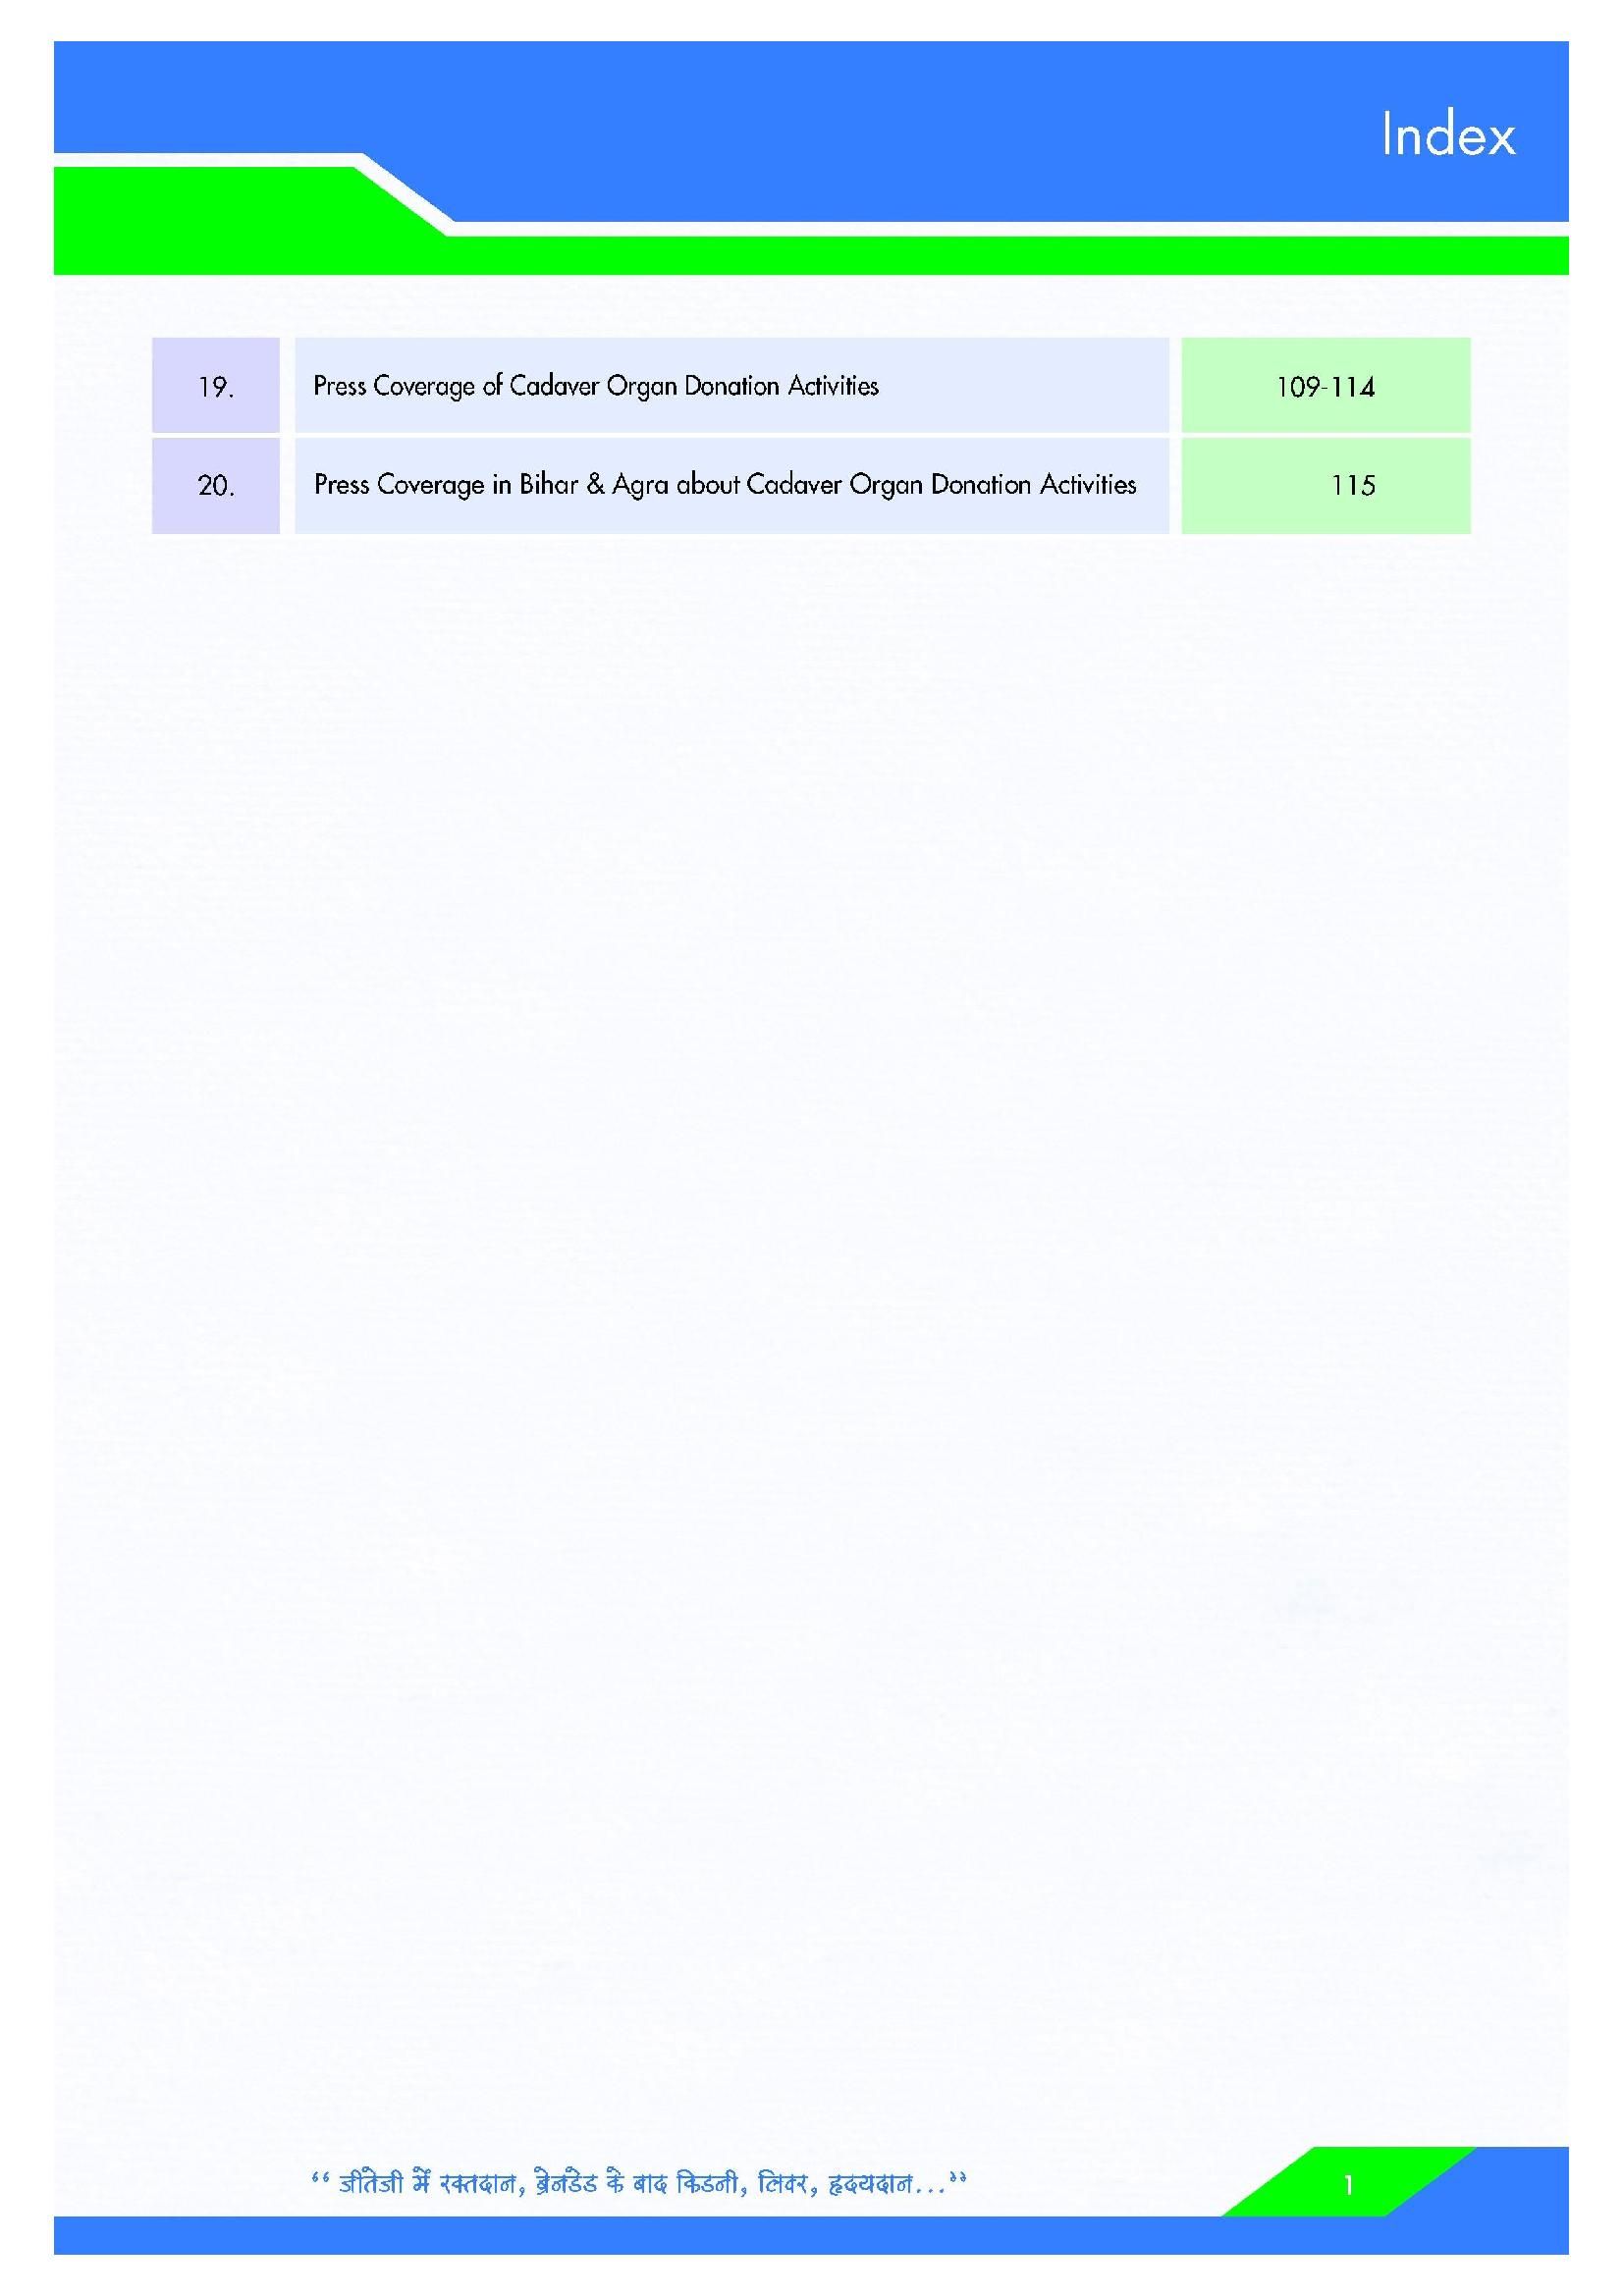 Index
19. Press Coverage of Cadaver Organ Donation Activities 109-114
20. Press Coverage in Bihar & Agra about Cadaver Organ Donation Activities 115
“ जीतेजी में रक्तदान, ब्रेनडेड के बाद किडनी, लिवर, हृदयदान...”
1